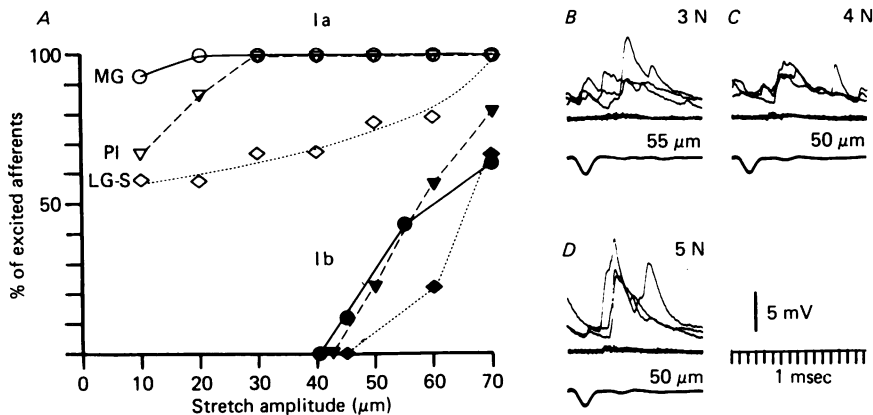 A
Ia
100
MG
PI
LG-S
50
Ib
% of excited afferents
0 10 20 30 40 50 60 70
Stretch amplitude (μm)
B 3 N
55 μm
C 4 N
50 μm
D 5 N
50 μm
5 mV
1 msec